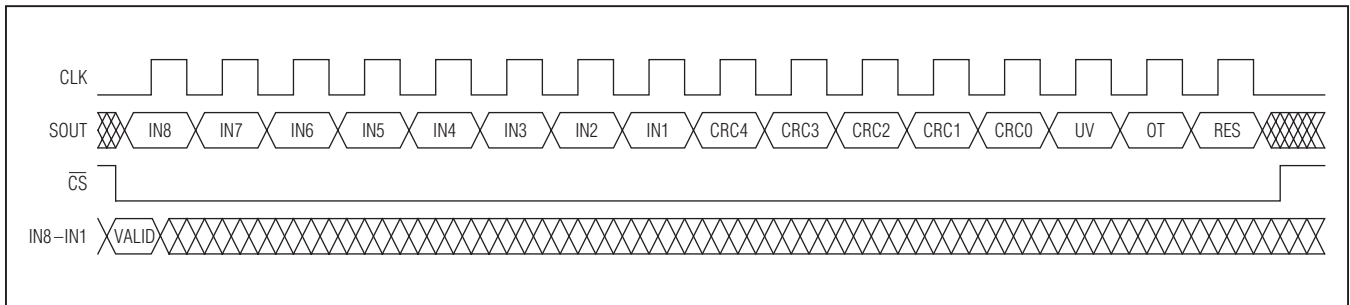 CLK
SOUT IN8 IN7 IN6 IN5 IN4 IN3 IN2 IN1 CRC4 CRC3 CRC2 CRC1 CRC0 UV OT RES
C̅S̅
IN8–IN1 VALID